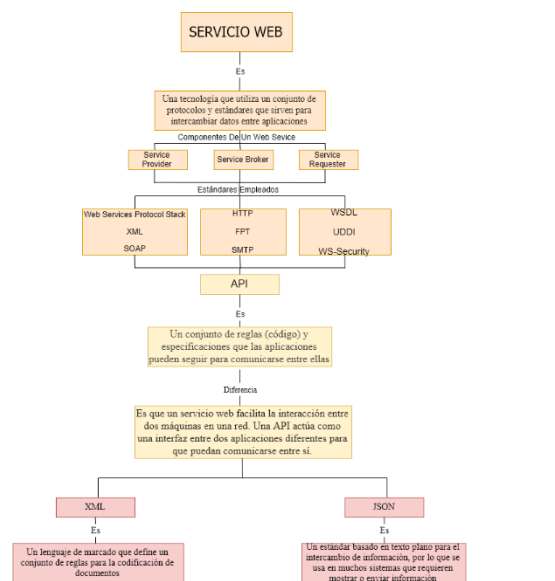 SERVICIO WEB
Es
Una tecnología que utiliza un conjunto de
protocolos y estándares que sirven para
intercambiar datos entre aplicaciones
Componentes De Un Web Sevice
Service
Provider
Service Broker
Service
Requester
Estándares Empleados
Web Services Protocol Stack
XML
SOAP
HTTP
FPT
SMTP
WSDL
UDDI
WS-Security
API
Es
Un conjunto de reglas (código) y
especificaciones que las aplicaciones
pueden seguir para comunicarse entre ellas
Diferencia
Es que un servicio web facilita la interacción entre
dos máquinas en una red. Una API actúa como
una interfaz entre dos aplicaciones diferentes para
que puedan comunicarse entre sí.
XML
Es
Un lenguaje de marcado que define un
conjunto de reglas para la codificación de
documentos
JSON
Es
Un estándar basado en texto plano para el
intercambio de información, por lo que se
usa en muchos sistemas que requieren
mostrar o enviar información